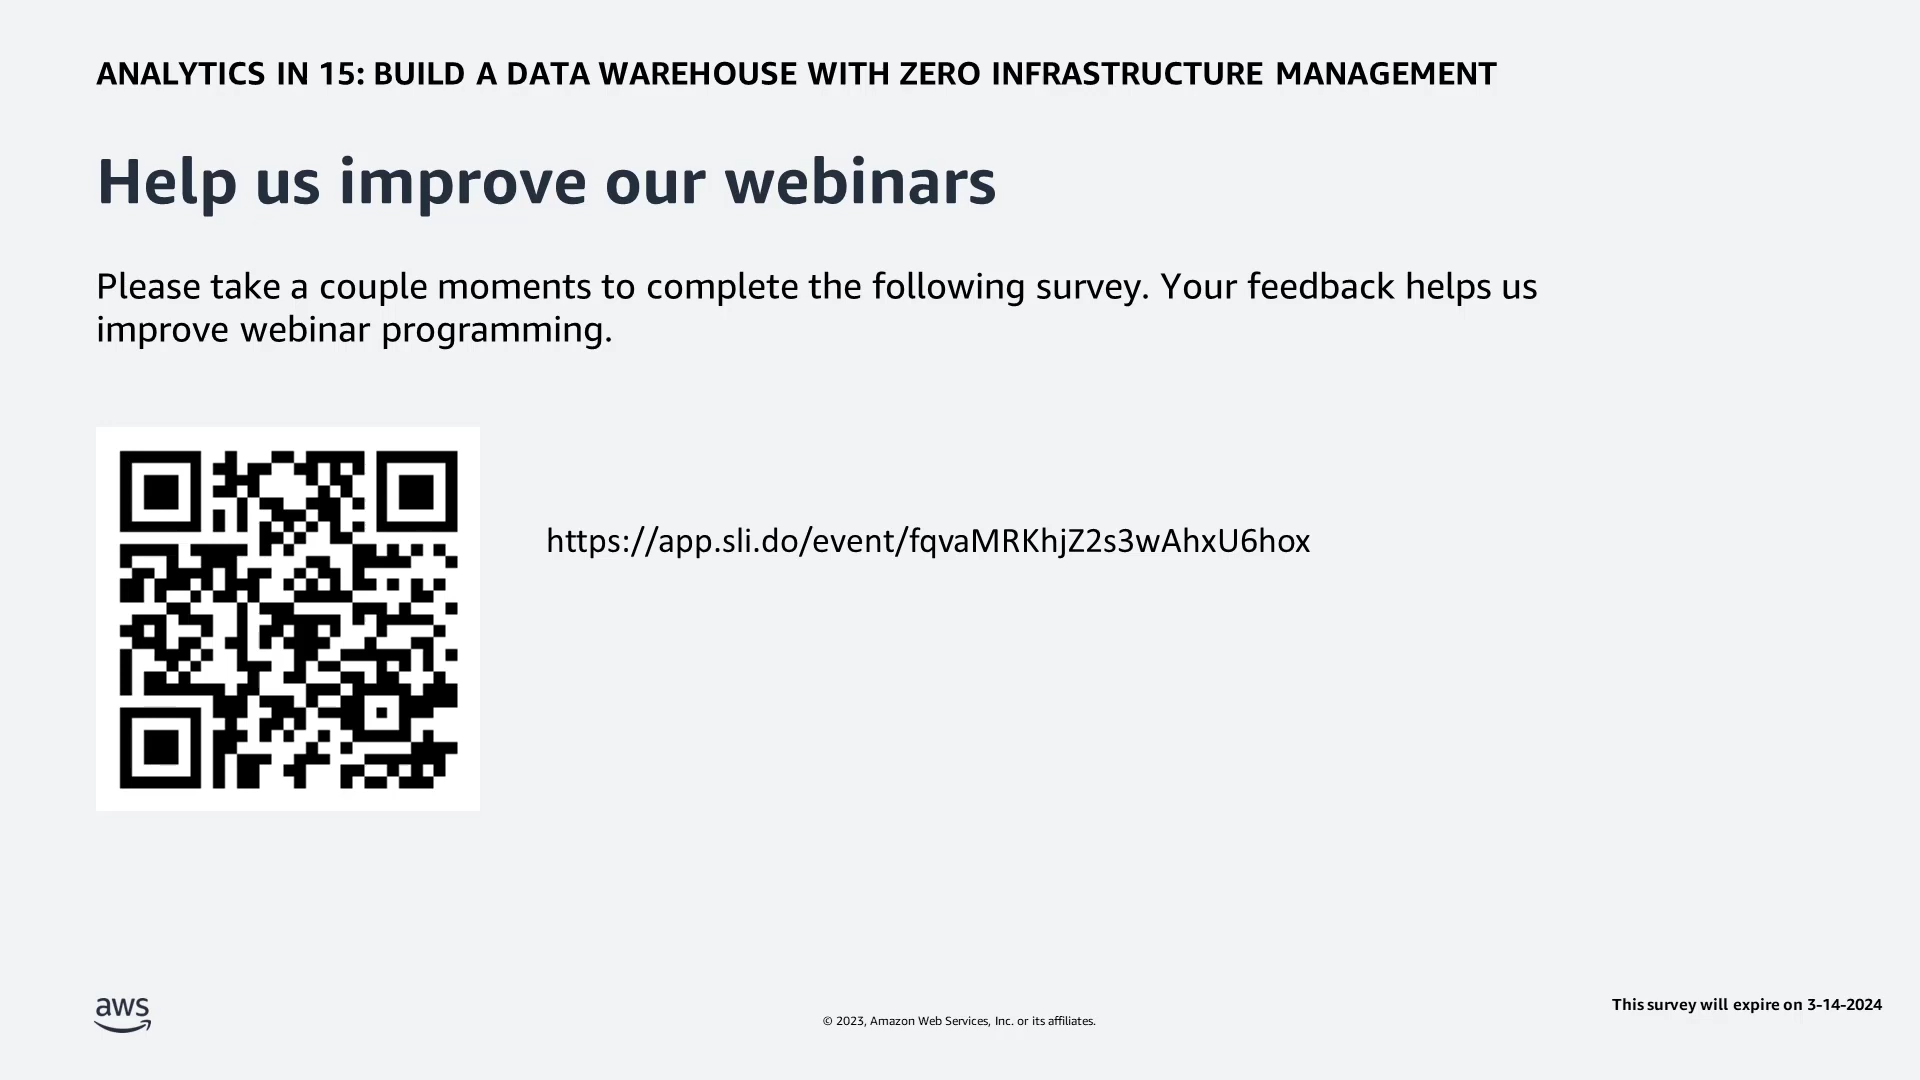 ANALYTICS IN 15: BUILD A DATA WAREHOUSE WITH ZERO INFRASTRUCTURE MANAGEMENT
Help us improve our webinars
Please take a couple moments to complete the following survey. Your feedback helps us
improve webinar programming.
https://app.sli.do/event/fqvaMRKhjZ2s3wAhxU6hox
aws
© 2023, Amazon Web Services, Inc. or its affiliates.
This survey will expire on 3-14-2024